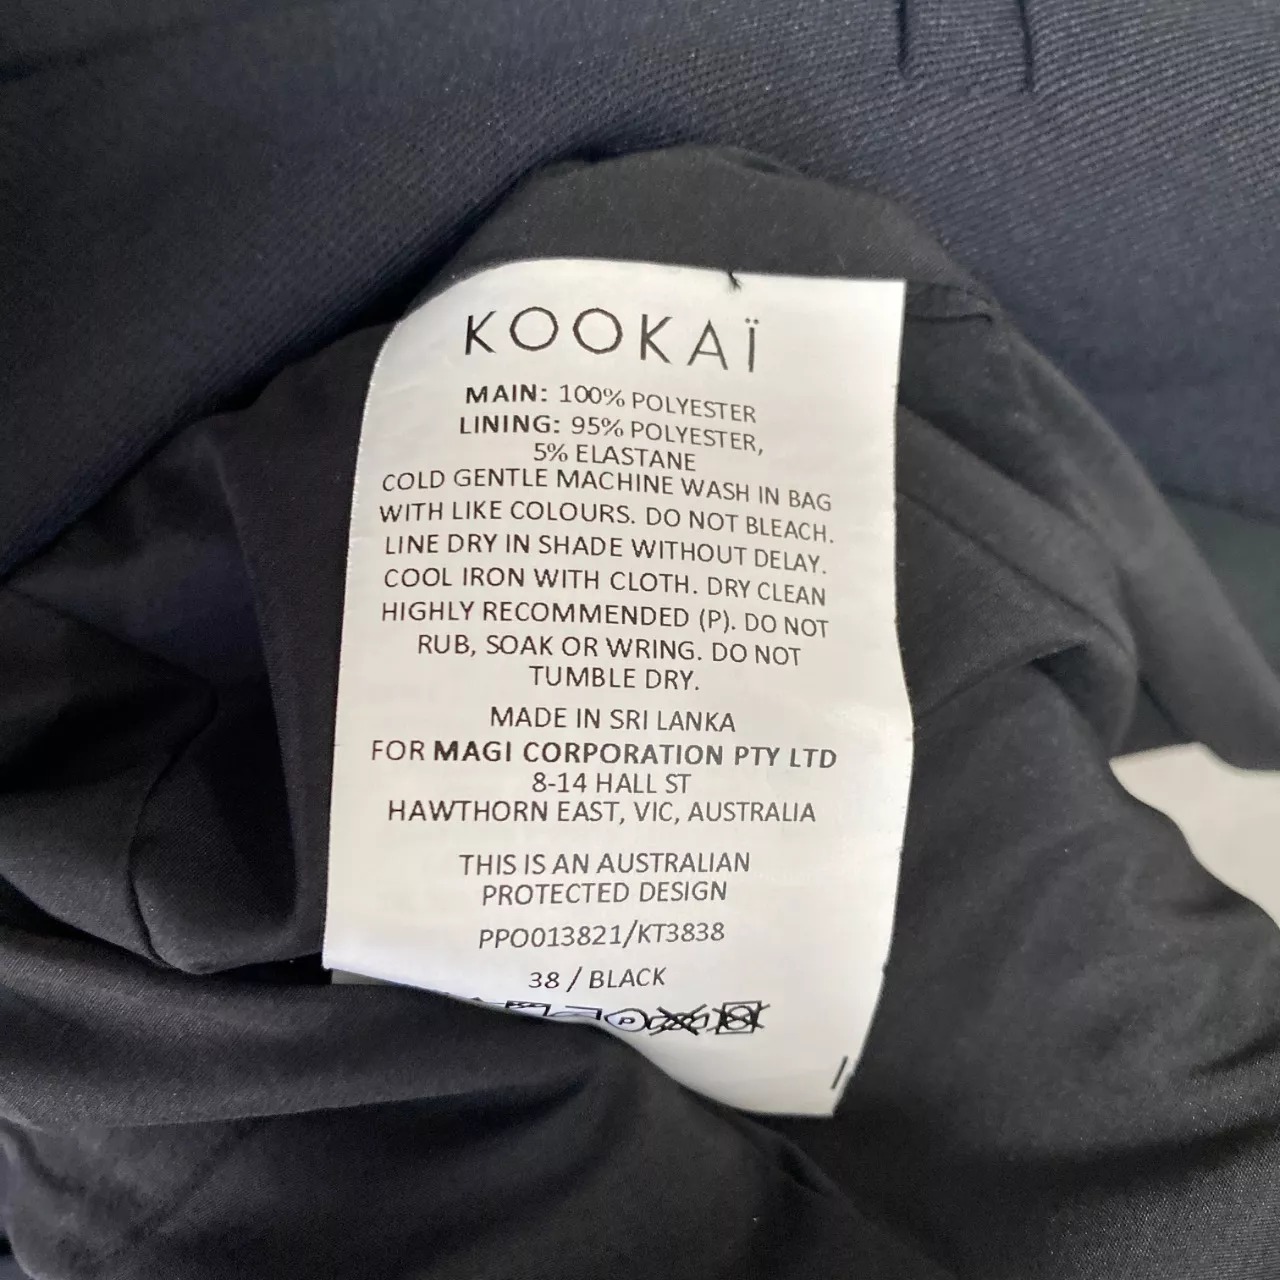 KOOKAÏ
MAIN: 100% POLYESTER
LINING: 95% POLYESTER,
5% ELASTANE
COLD GENTLE MACHINE WASH IN BAG
WITH LIKE COLOURS. DO NOT BLEACH.
LINE DRY IN SHADE WITHOUT DELAY.
COOL IRON WITH CLOTH. DRY CLEAN
HIGHLY RECOMMENDED (P). DO NOT
RUB, SOAK OR WRING. DO NOT
TUMBLE DRY.
MADE IN SRI LANKA
FOR MAGI CORPORATION PTY LTD
8-14 HALL ST
HAWTHORN EAST, VIC, AUSTRALIA
THIS IS AN AUSTRALIAN
PROTECTED DESIGN
PPO013821/KT3838
38 / BLACK
P